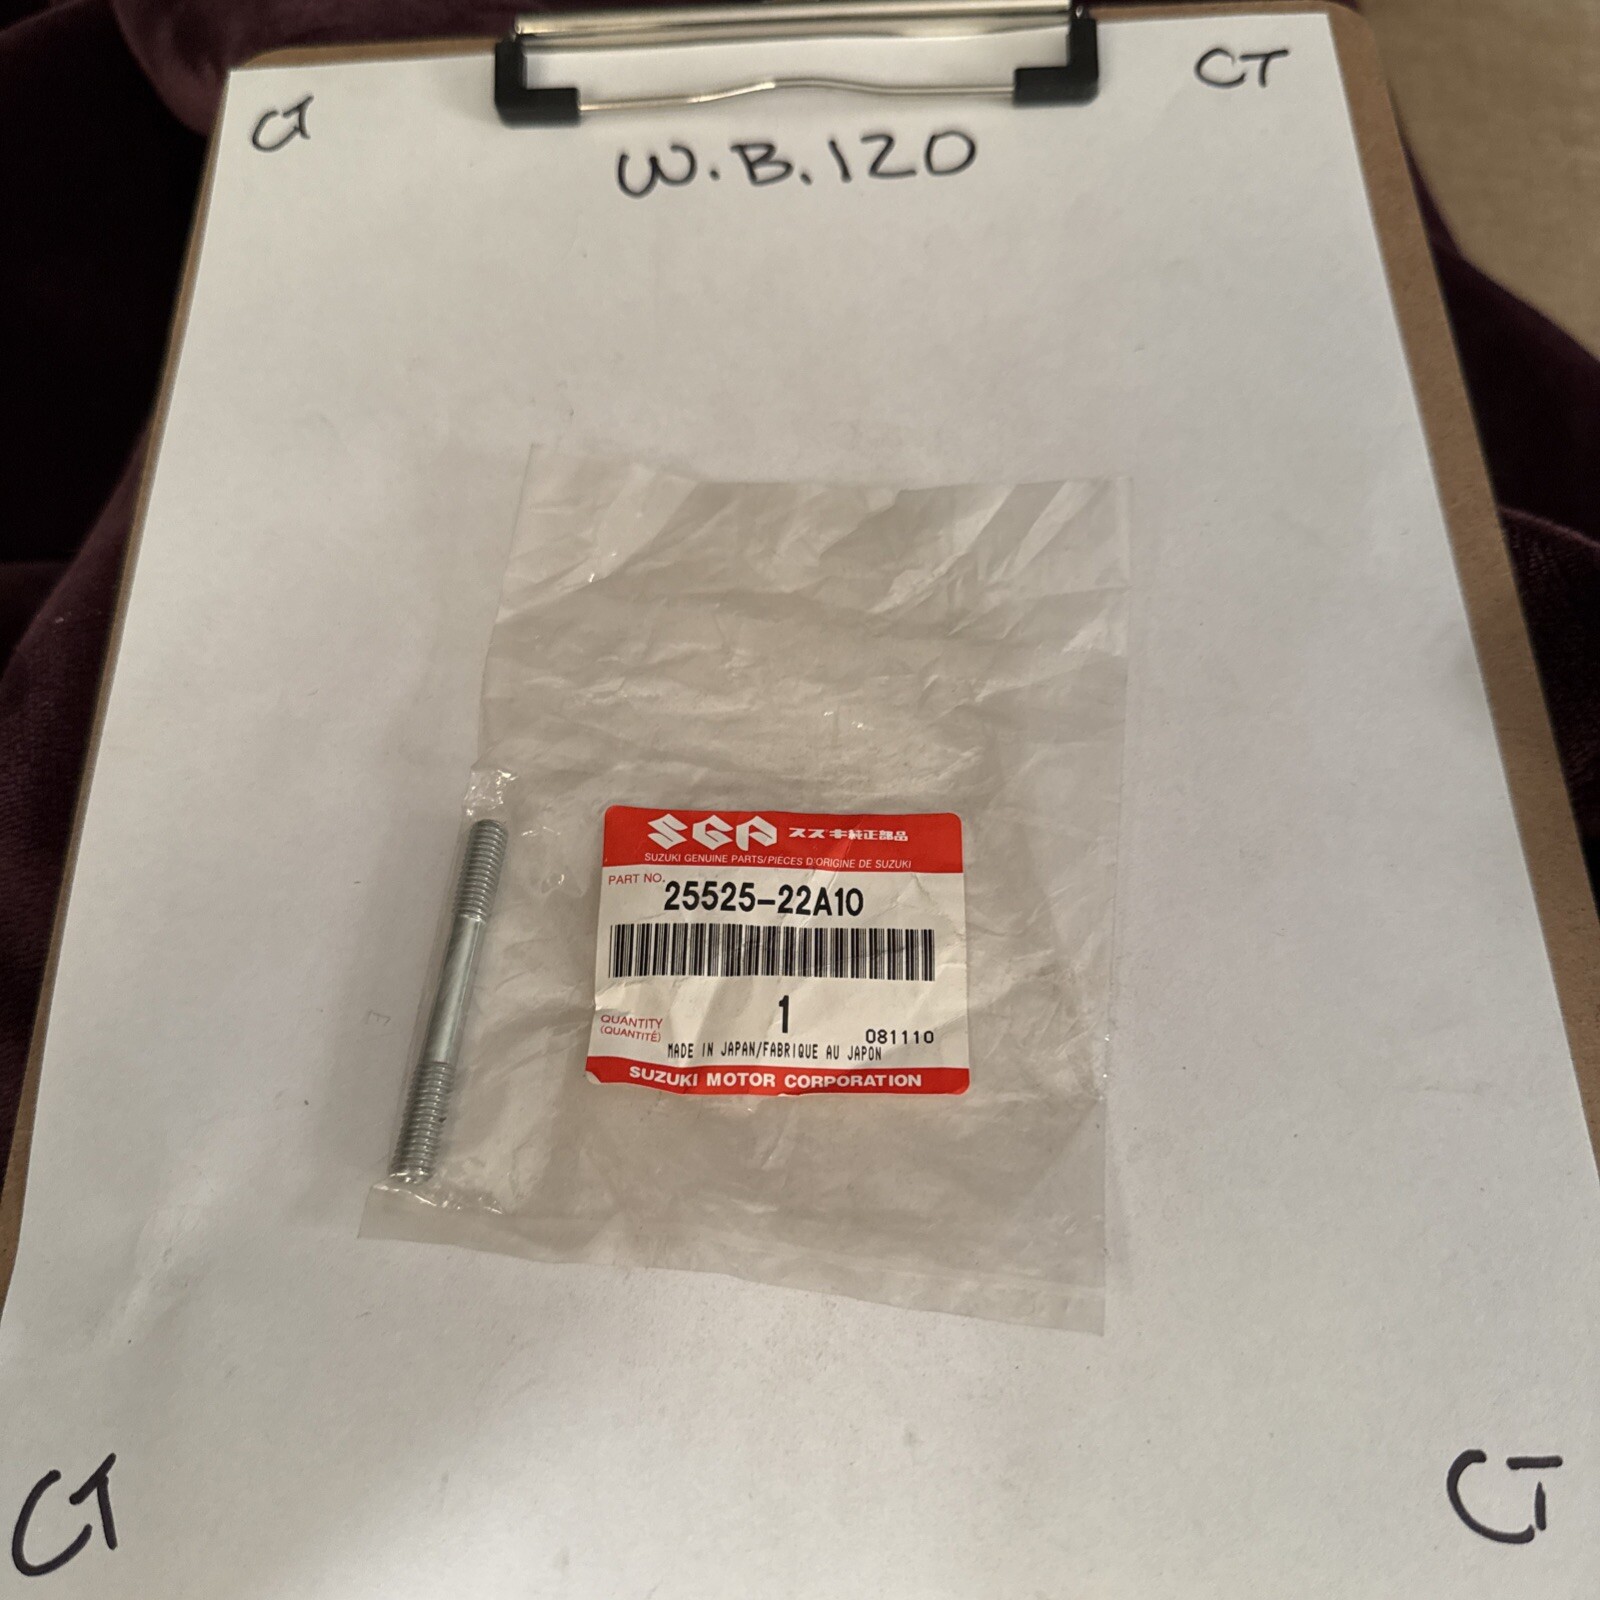 CT
CT
W.B.120
SGP スズキ純正部品
SUZUKI GENUINE PARTS/PIECES D'ORIGINE DE SUZUKI
PART NO. 25525-22A10
1
QUANTITY
(QUANTITÉ)
081110
MADE IN JAPAN/FABRIQUE AU JAPON
SUZUKI MOTOR CORPORATION
CT
CT